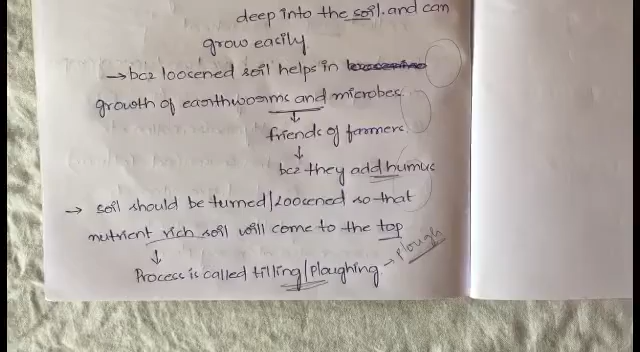 deep into the soil. and can
grow easily
→ bcz loosened soil helps in
growth of earthworms and microbes
↓
friends of farmers
↓
bcz they add humus
→ soil should be turned/loosened so that
nutrient rich soil will come to the top
↓
Process is called tilling/Ploughing → Plough